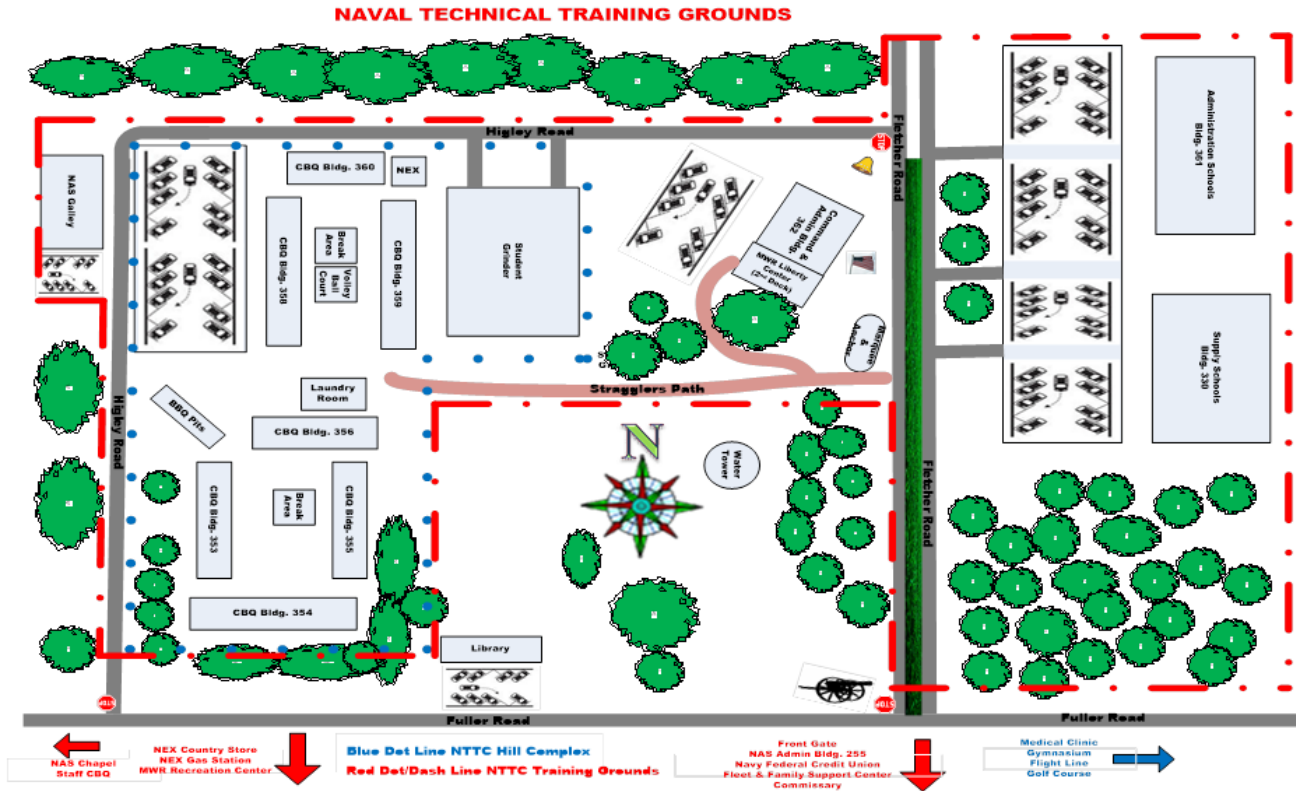 NAVAL TECHNICAL TRAINING GROUNDS
Higley Road
Fletcher Road
STOP
NAS Galley
CBQ Bldg. 360
NEX
CBQ Bldg. 358
Break
Area
Volley
Ball
Court
CBQ Bldg. 359
Student
Grinder
Command &
Admin Bldg.
362
MWR Liberty
Center
(2nd Deck)
Marquee
&
Anchor
Administration Schools
Bldg. 361
Supply Schools
Bldg. 330
Stragglers Path
Laundry
Room
BBQ Pits
Higley Road
CBQ Bldg. 356
CBQ Bldg. 353
Break
Area
CBQ Bldg. 355
CBQ Bldg. 354
N
Water
Tower
Fletcher Road
Library
STOP
STOP
Fuller Road
Fuller Road
NAS Chapel
Staff CBQ
NEX Country Store
NEX Gas Station
MWR Recreation Center
Blue Dot Line NTTC Hill Complex
Red Dot/Dash Line NTTC Training Grounds
Front Gate
NAS Admin Bldg. 255
Navy Federal Credit Union
Fleet & Family Support Center
Commissary
Medical Clinic
Gymnasium
Flight Line
Golf Course